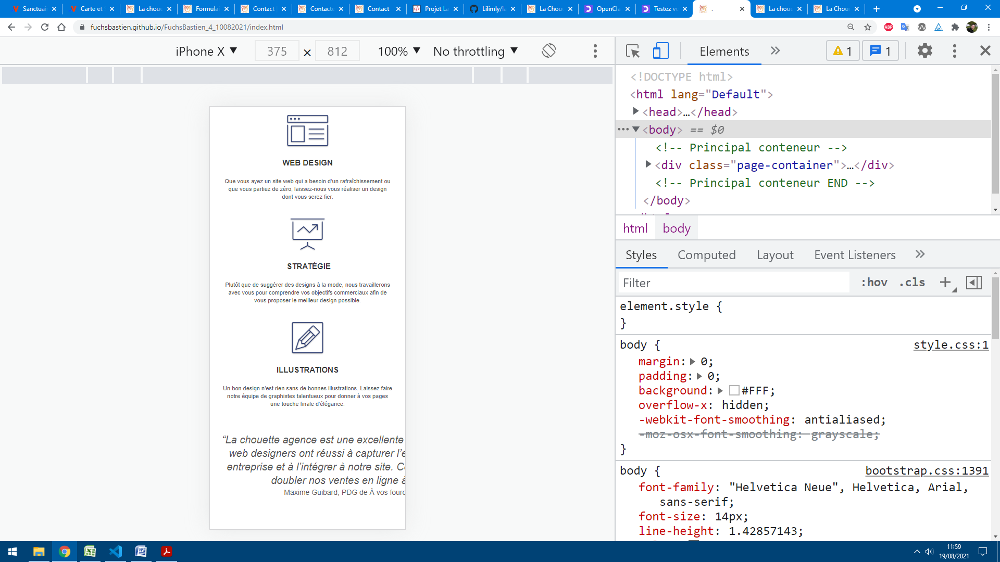 Sanctuai
Carte et
La choue
Formula
Contact
Contacte
Contact
Projet La
Lilimly/la
La Chou
OpenCla
Testez vo
.
La choue
La Choue
fuchsbastien.github.io/FuchsBastien_4_10082021/index.html
ABP
iPhone X ▼ 375 × 812 100% ▼ No throttling ▼
Elements » 1 1
WEB DESIGN
Que vous ayez un site web qui a besoin d’un rafraîchissement ou
que vous partiez de zéro, laissez-nous vous réaliser un design
dont vous serez fier.
STRATÉGIE
Plutôt que de suggérer des designs à la mode, nous travaillerons
avec vous pour comprendre vos objectifs commerciaux afin de
vous proposer le meilleur design possible.
ILLUSTRATIONS
Un bon design n’est rien sans de bonnes illustrations. Laissez faire
notre équipe de graphistes talentueux pour donner à vos pages
une touche finale d’élégance.
“La chouette agence est une excellente
web designers ont réussi à capturer l’e
entreprise et à l’intégrer à notre site. C
doubler nos ventes en ligne à
Maxime Guibard, PDG de À vos fourc
<!DOCTYPE html>
<html lang="Default">
<head>…</head>
<body> == $0
<!-- Principal conteneur -->
<div class="page-container">…</div>
<!-- Principal conteneur END -->
</body>
html body
Styles Computed Layout Event Listeners »
Filter :hov .cls +
element.style {
}
body { style.css:1
margin: 0;
padding: 0;
background: #FFF;
overflow-x: hidden;
-webkit-font-smoothing: antialiased;
-moz-osx-font-smoothing: grayscale;
}
body { bootstrap.css:1391
font-family: "Helvetica Neue", Helvetica, Arial,
sans-serif;
font-size: 14px;
line-height: 1.42857143;
11:59
19/08/2021